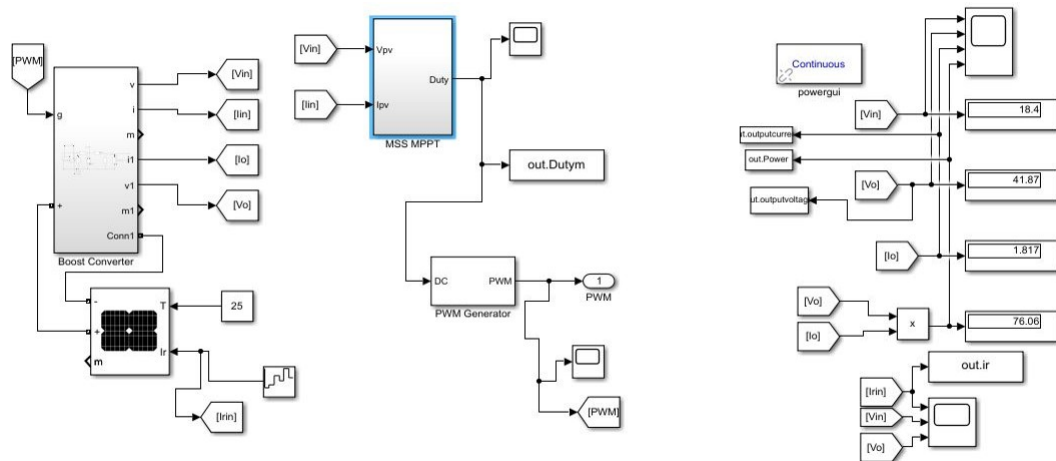 [PWM]
g
v
i
m
i1
v1
m1
+
Conn1
Boost Converter
[Vin]
[Iin]
[Io]
[Vo]
-
+
m
T
Ir
25
[Irin]
[Vin]
[Iin]
Vpv
Ipv
Duty
MSS MPPT
out.Dutym
DC
PWM
PWM Generator
1
PWM
[PWM]
Continuous
powergui
[Vin]
18.4
ut.outputcurre
out.Power
[Vo]
41.87
ut.outputvoltag
[Io]
1.817
[Vo]
[Io]
x
76.06
out.ir
[Irin]
[Vin]
[Vo]